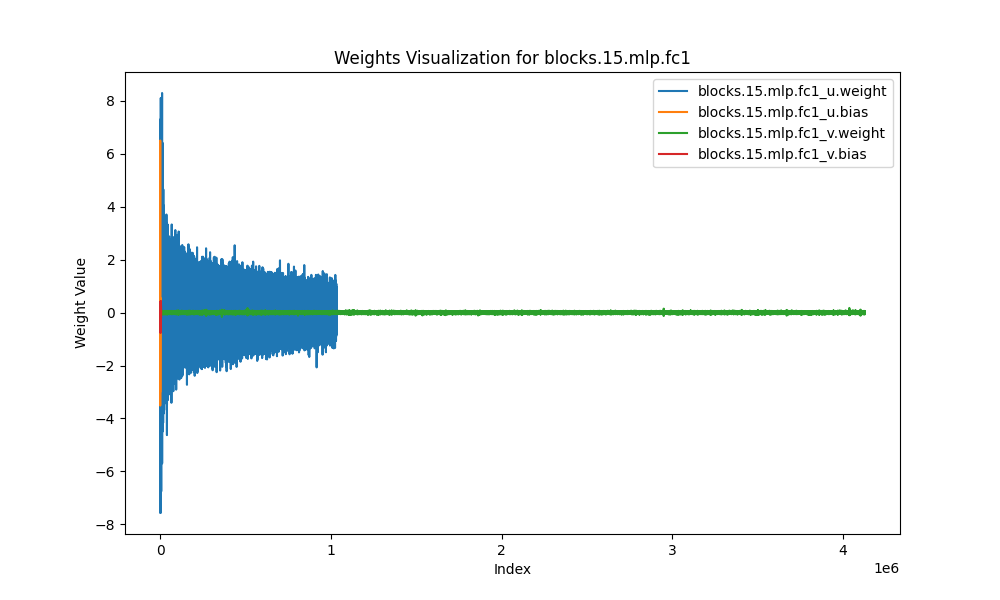 Weights Visualization for blocks.15.mlp.fc1
blocks.15.mlp.fc1_u.weight
blocks.15.mlp.fc1_u.bias
blocks.15.mlp.fc1_v.weight
blocks.15.mlp.fc1_v.bias
Weight Value
8
6
4
2
0
−2
−4
−6
−8
0 1 2 3 4
1e6
Index